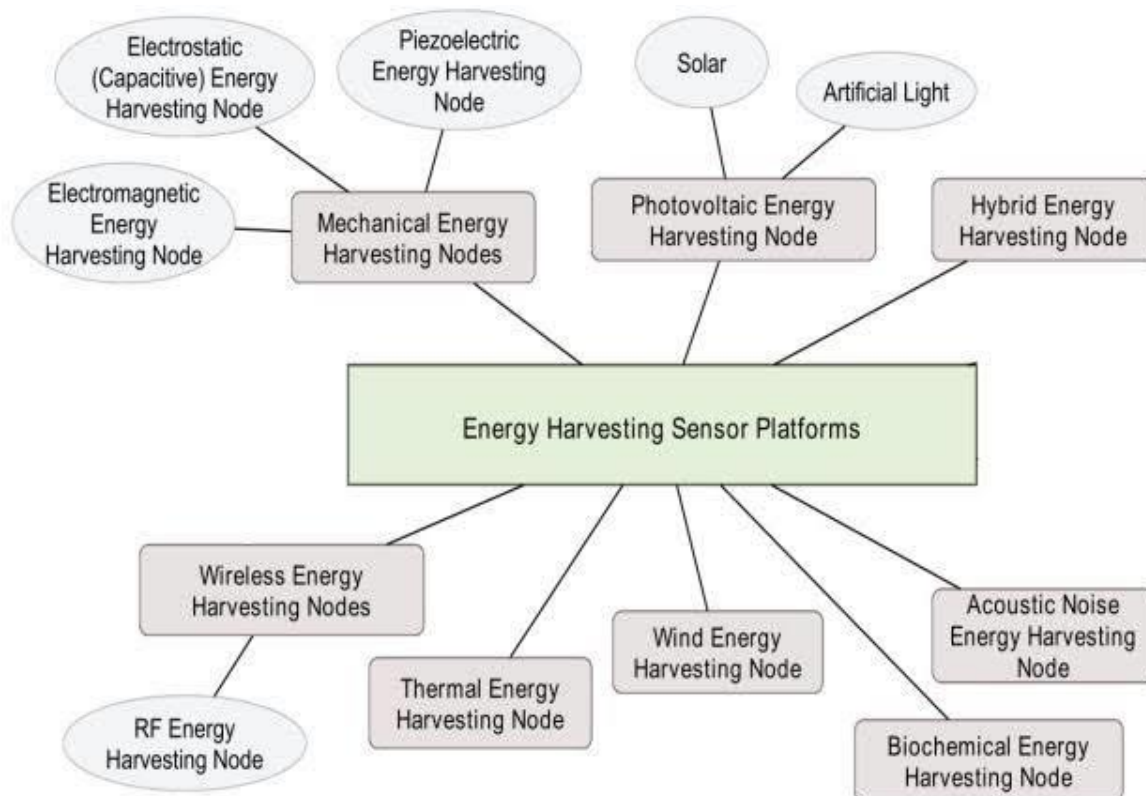 Electrostatic
(Capacitive) Energy
Harvesting Node
Piezoelectric
Energy Harvesting
Node
Solar
Artificial Light
Electromagnetic
Energy
Harvesting Node
Mechanical Energy
Harvesting Nodes
Photovoltaic Energy
Harvesting Node
Hybrid Energy
Harvesting Node
Energy Harvesting Sensor Platforms
Wireless Energy
Harvesting Nodes
RF Energy
Harvesting Node
Thermal Energy
Harvesting Node
Wind Energy
Harvesting Node
Acoustic Noise
Energy Harvesting
Node
Biochemical Energy
Harvesting Node